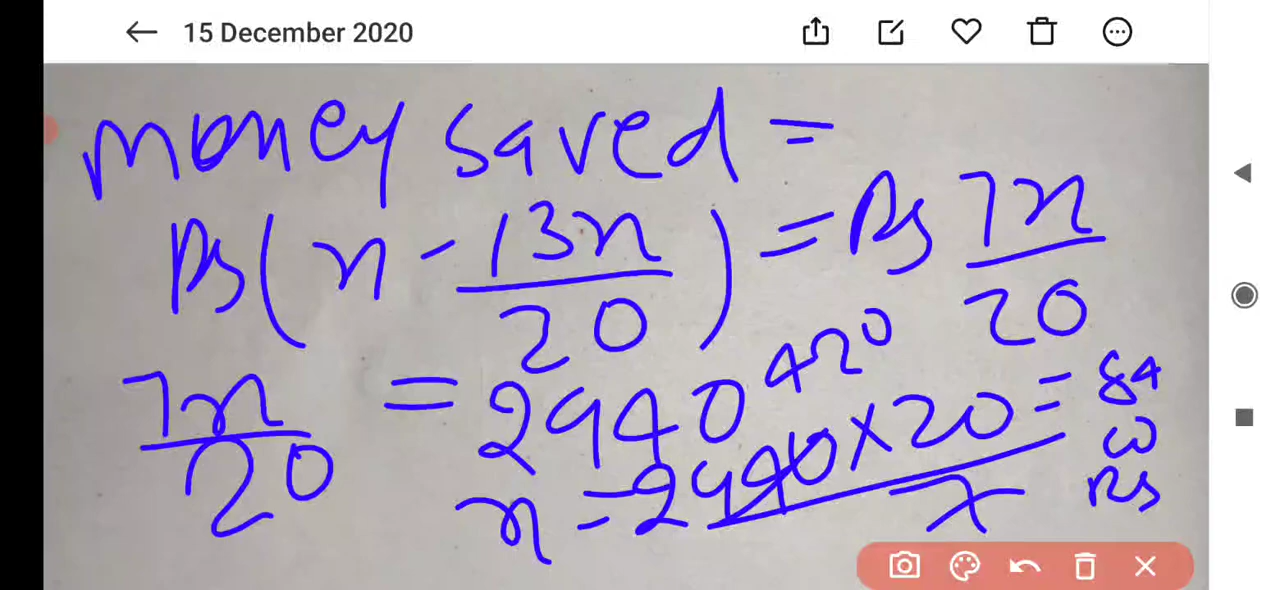 15 December 2020
money saved =
Rs ( x - 13x/20 ) = Rs 7x/20
7x/20 = 2940
x = 2940 × 20 / 7 = 8400 Rs
420